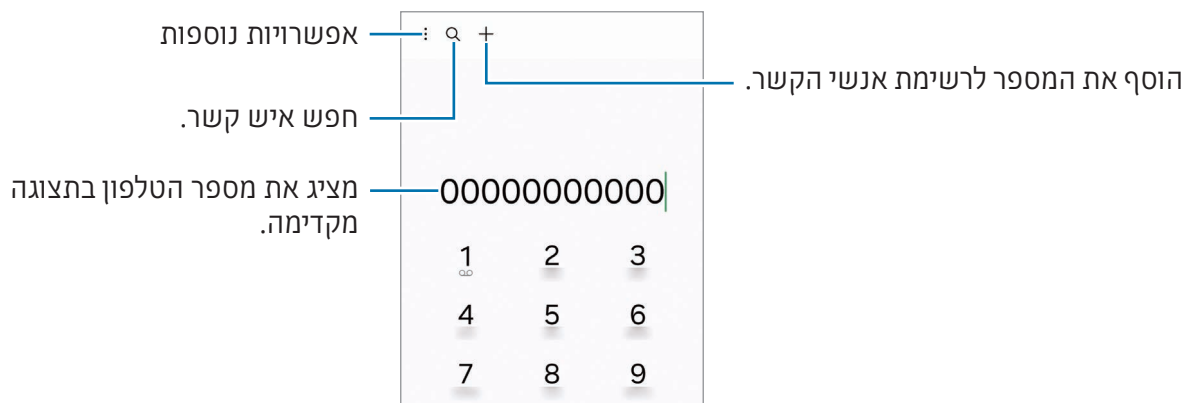 אפשרויות נוספות
הוסף את המספר לרשימת אנשי הקשר.
חפש איש קשר.
מציג את מספר הטלפון בתצוגה
מקדימה.
00000000000
1 2 3
4 5 6
7 8 9